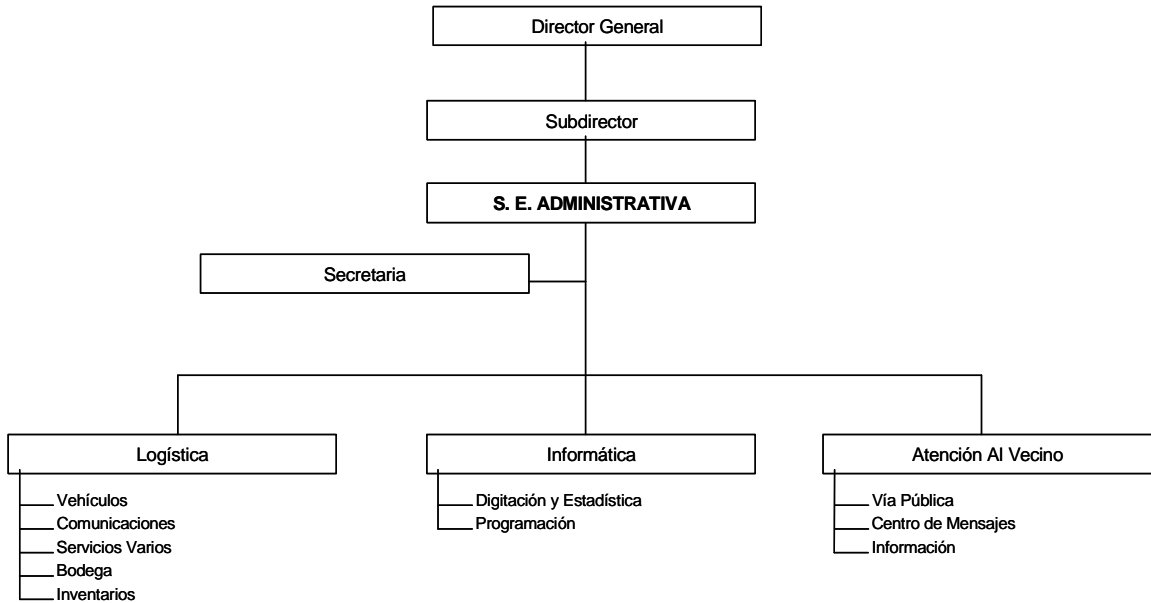 Director General
Subdirector
S. E. ADMINISTRATIVA
Secretaria
Logística
Vehículos
Comunicaciones
Servicios Varios
Bodega
Inventarios
Informática
Digitación y Estadística
Programación
Atención Al Vecino
Vía Pública
Centro de Mensajes
Información